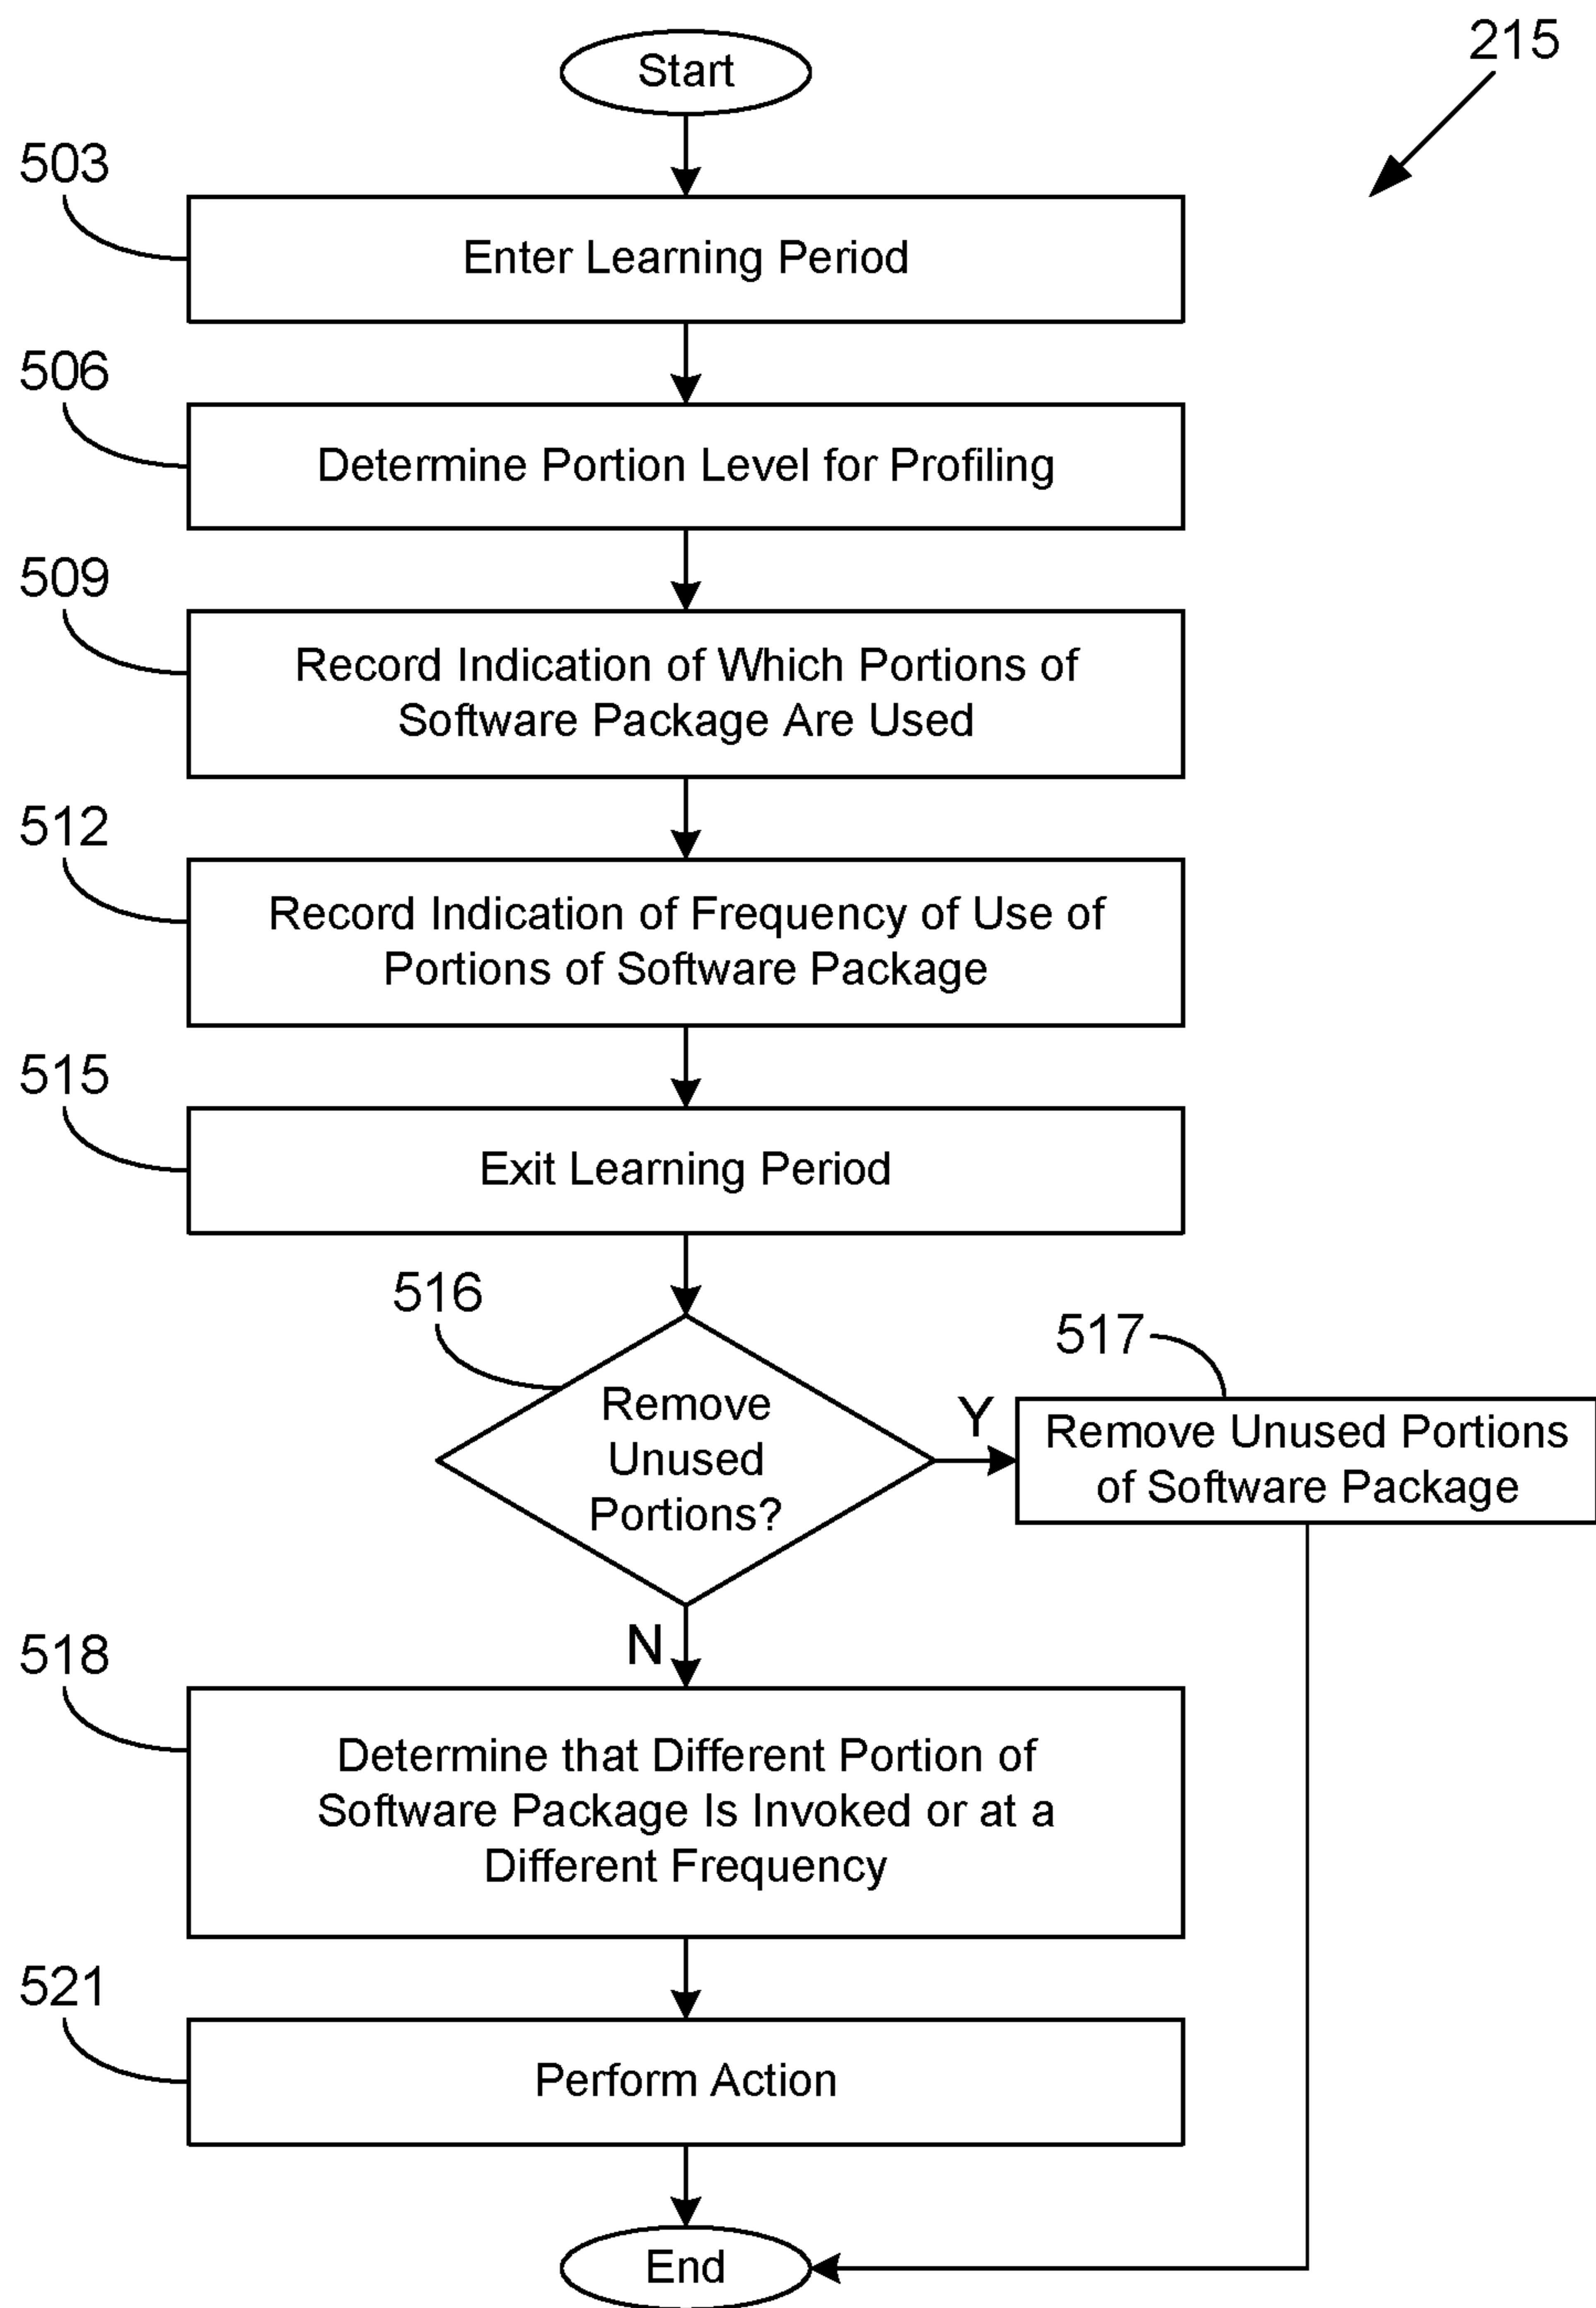 215
Start
503
Enter Learning Period
506
Determine Portion Level for Profiling
509
Record Indication of Which Portions of
Software Package Are Used
512
Record Indication of Frequency of Use of
Portions of Software Package
515
Exit Learning Period
516
Remove
Unused
Portions?
Y
517
Remove Unused Portions
of Software Package
N
518
Determine that Different Portion of
Software Package Is Invoked or at a
Different Frequency
521
Perform Action
End